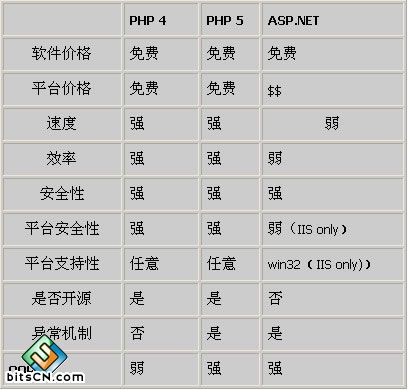 PHP 4 PHP 5 ASP.NET
软件价格 免费 免费 免费
平台价格 免费 免费 $$
速度 强 强 弱
效率 强 强 弱
安全性 强 强 强
平台安全性 强 强 弱（IIS only）
平台支持性 任意 任意 win32（IIS only)）
是否开源 是 是 否
异常机制 否 是 是
弱 强 强
bitsCN.com